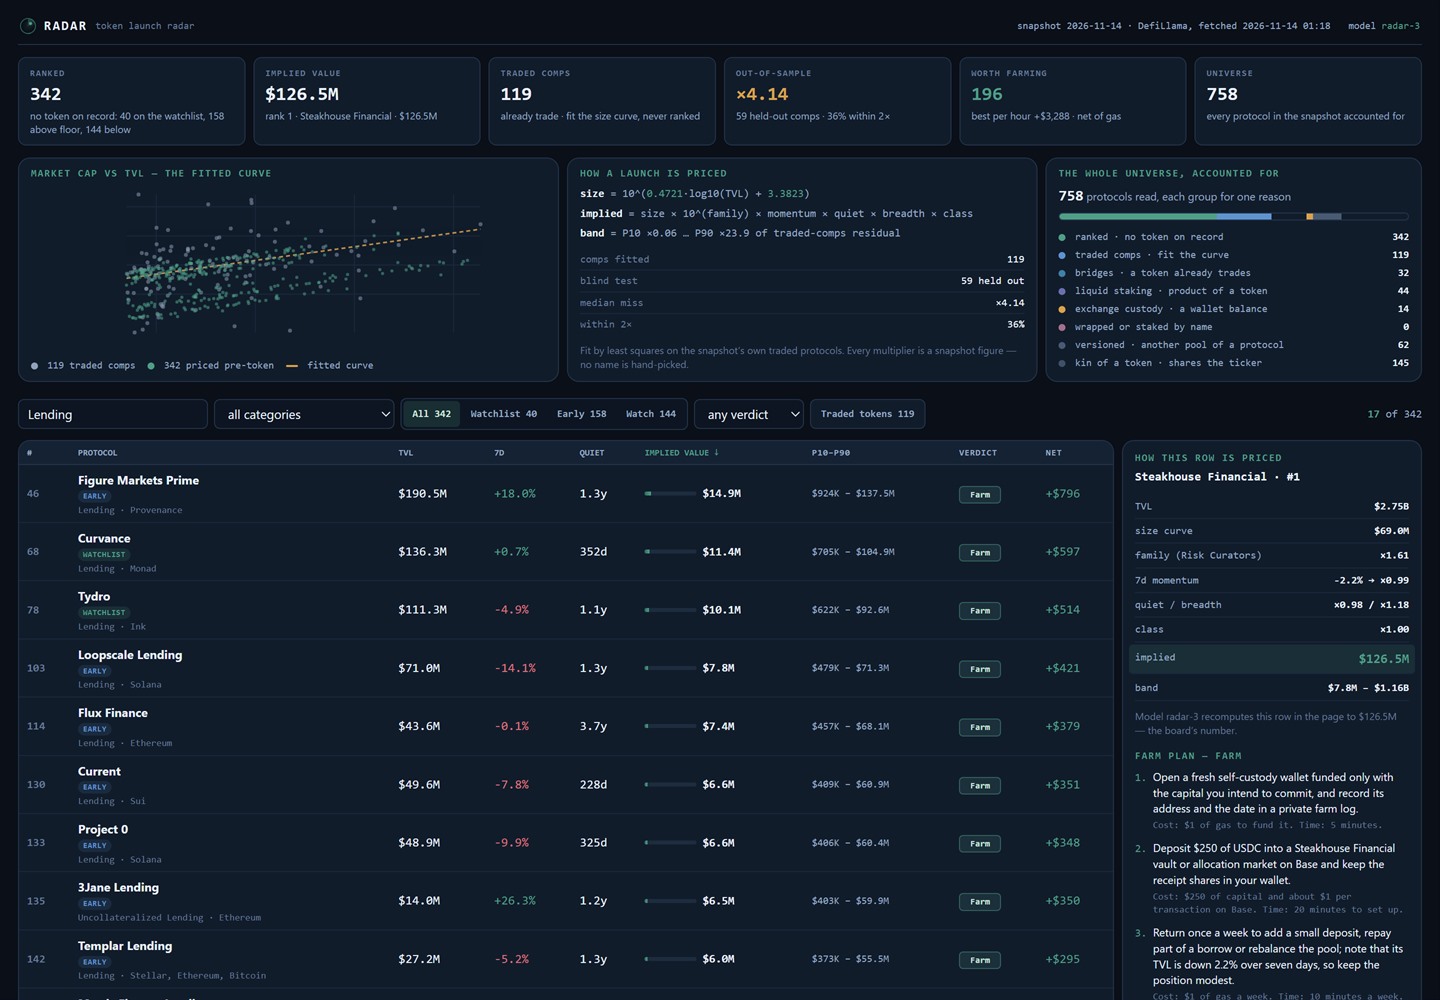 RADAR token launch radar
snapshot 2026-11-14 · DefiLlama, fetched 2026-11-14 01:18 model radar-3
RANKED
342
no token on record: 40 on the watchlist, 158
above floor, 144 below
IMPLIED VALUE
$126.5M
rank 1 · Steakhouse Financial · $126.5M
TRADED COMPS
119
already trade · fit the size curve, never ranked
OUT-OF-SAMPLE
×4.14
59 held-out comps · 36% within 2×
WORTH FARMING
196
best per hour +$3,288 · net of gas
UNIVERSE
758
every protocol in the snapshot accounted for
MARKET CAP VS TVL — THE FITTED CURVE
119 traded comps 342 priced pre-token fitted curve
HOW A LAUNCH IS PRICED
size = 10^(0.4721·log10(TVL) + 3.3823)
implied = size × 10^(family) × momentum × quiet × breadth × class
band = P10 ×0.06 … P90 ×23.9 of traded-comps residual
comps fitted 119
blind test 59 held out
median miss ×4.14
within 2× 36%
Fit by least squares on the snapshot's own traded protocols. Every multiplier is a snapshot figure —
no name is hand-picked.
THE WHOLE UNIVERSE, ACCOUNTED FOR
758 protocols read, each group for one reason
ranked · no token on record 342
traded comps · fit the curve 119
bridges · a token already trades 32
liquid staking · product of a token 44
exchange custody · a wallet balance 14
wrapped or staked by name 0
versioned · another pool of a protocol 62
kin of a token · shares the ticker 145
Lending all categories All 342 Watchlist 40 Early 158 Watch 144 any verdict Traded tokens 119 17 of 342
# PROTOCOL TVL 7D QUIET IMPLIED VALUE ↓ P10–P90 VERDICT NET
Figure Markets Prime
46 EARLY $190.5M +18.0% 1.3y $14.9M $924K – $137.5M Farm +$796
Lending · Provenance
Curvance
68 WATCHLIST $136.3M +0.7% 352d $11.4M $705K – $104.9M Farm +$597
Lending · Monad
Tydro
78 WATCHLIST $111.3M -4.9% 1.1y $10.1M $622K – $92.6M Farm +$514
Lending · Ink
Loopscale Lending
103 EARLY $71.0M -14.1% 1.3y $7.8M $479K – $71.3M Farm +$421
Lending · Solana
Flux Finance
114 EARLY $43.6M -0.1% 3.7y $7.4M $457K – $68.1M Farm +$379
Lending · Ethereum
Current
130 EARLY $49.6M -7.8% 228d $6.6M $409K – $60.9M Farm +$351
Lending · Sui
Project 0
133 EARLY $48.9M -9.9% 325d $6.6M $406K – $60.4M Farm +$348
Lending · Solana
3Jane Lending
135 EARLY $14.0M +26.3% 1.2y $6.5M $403K – $59.9M Farm +$350
Uncollateralized Lending · Ethereum
Templar Lending
142 EARLY $27.2M -5.2% 1.3y $6.0M $373K – $55.5M Farm +$295
Lending · Stellar, Ethereum, Bitcoin
HOW THIS ROW IS PRICED
Steakhouse Financial · #1
TVL $2.75B
size curve $69.0M
family (Risk Curators) ×1.61
7d momentum -2.2% → ×0.99
quiet / breadth ×0.98 / ×1.18
class ×1.00
implied $126.5M
band $7.8M – $1.16B
Model radar-3 recomputes this row in the page to $126.5M
— the board's number.
FARM PLAN — FARM
1. Open a fresh self-custody wallet funded only with
the capital you intend to commit, and record its
address and the date in a private farm log.
Cost: $1 of gas to fund it. Time: 5 minutes.
2. Deposit $250 of USDC into a Steakhouse Financial
vault or allocation market on Base and keep the
receipt shares in your wallet.
Cost: $250 of capital and about $1 per
transaction on Base. Time: 20 minutes to set up.
3. Return once a week to add a small deposit, repay
part of a borrow or rebalance the pool; note that its
TVL is down 2.2% over seven days, so keep the
position modest.
Cost: $1 of gas a week. Time: 10 minutes a week.